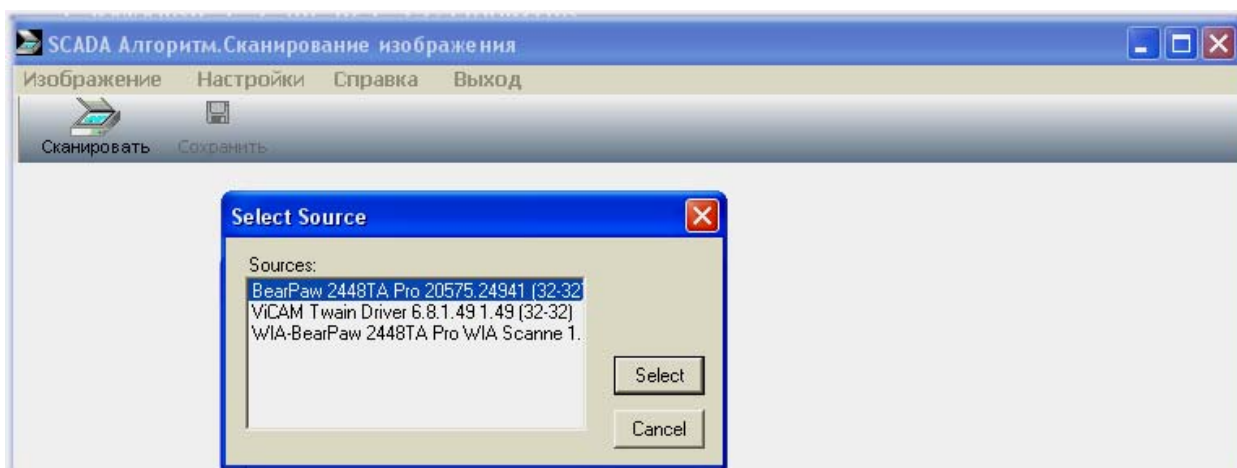 SCADA Алгоритм.Сканирование изображения
Изображение Настройки Справка Выход
Сканировать Сохранить
Select Source
Sources:
BearPaw 2448TA Pro 20575.24941 (32-32
ViCAM Twain Driver 6.8.1.49 1.49 (32-32)
WIA-BearPaw 2448TA Pro WIA Scanne 1.
Select
Cancel